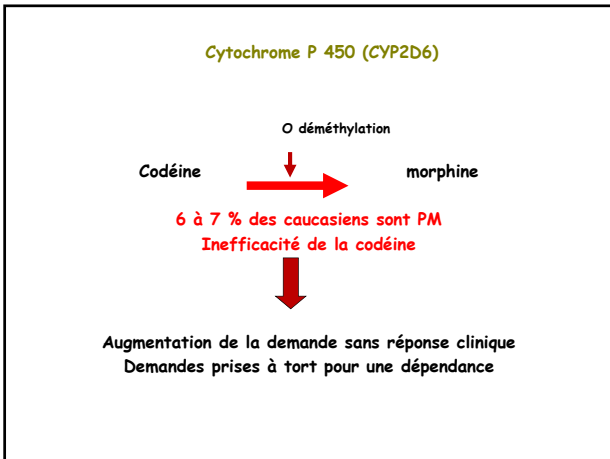 Cytochrome P 450 (CYP2D6)
O déméthylation
Codéine morphine
6 à 7 % des caucasiens sont PM
Inefficacité de la codéine
Augmentation de la demande sans réponse clinique
Demandes prises à tort pour une dépendance